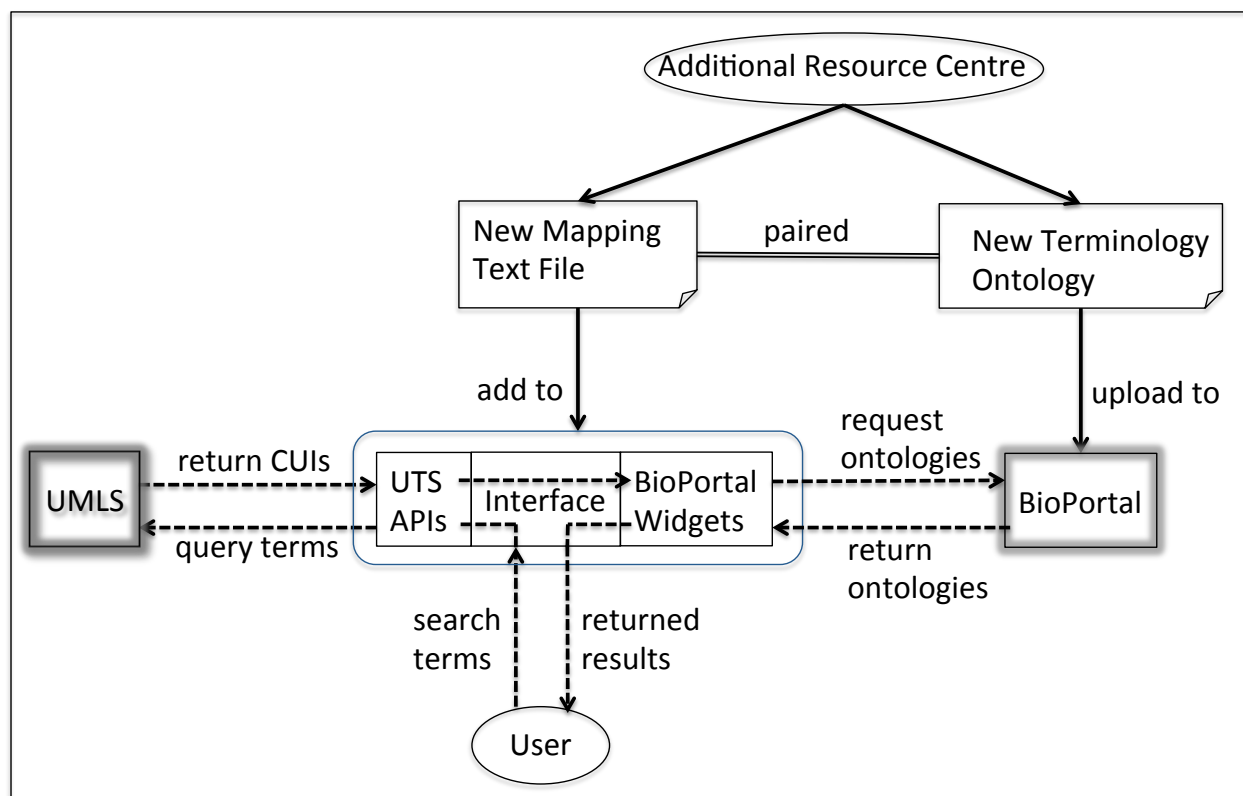 Additional Resource Centre
New Mapping
Text File
paired
New Terminology
Ontology
add to
upload to
request
ontologies
return CUIs
UMLS
query terms
UTS
APIs
Interface
BioPortal
Widgets
BioPortal
return
ontologies
search
terms
returned
results
User